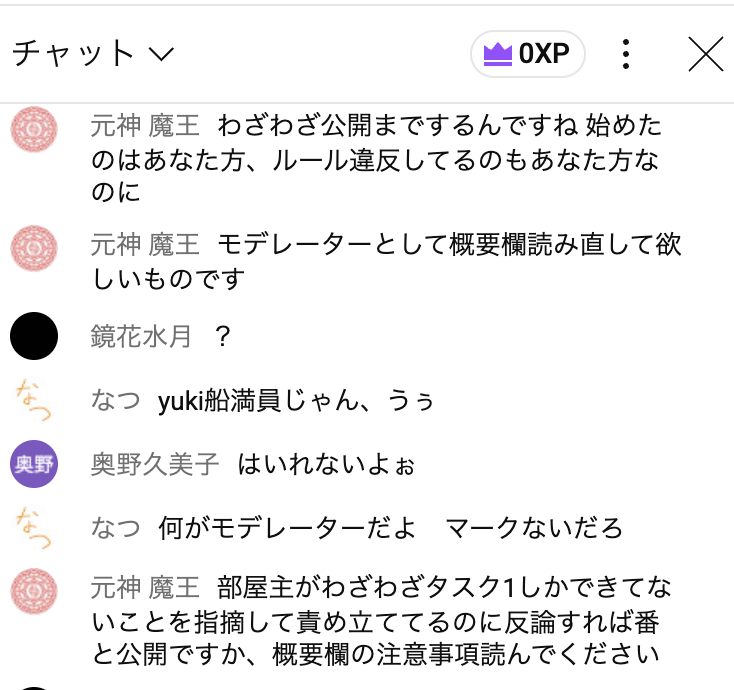 チャット
0XP
元神 魔王 わざわざ公開までするんですね 始めた
のはあなた方、ルール違反してるのもあなた方な
のに
元神 魔王 モデレーターとして概要欄読み直して欲
しいものです
鏡花水月 ?
なつ
なつ yuki船満員じゃん、うぅ
奥野
奥野久美子 はいれないよぉ
なつ
なつ 何がモデレーターだよ　マークないだろ
元神 魔王 部屋主がわざわざタスク1しかできてな
いことを指摘して責め立ててるのに反論すれば番
と公開ですか、概要欄の注意事項読んでください